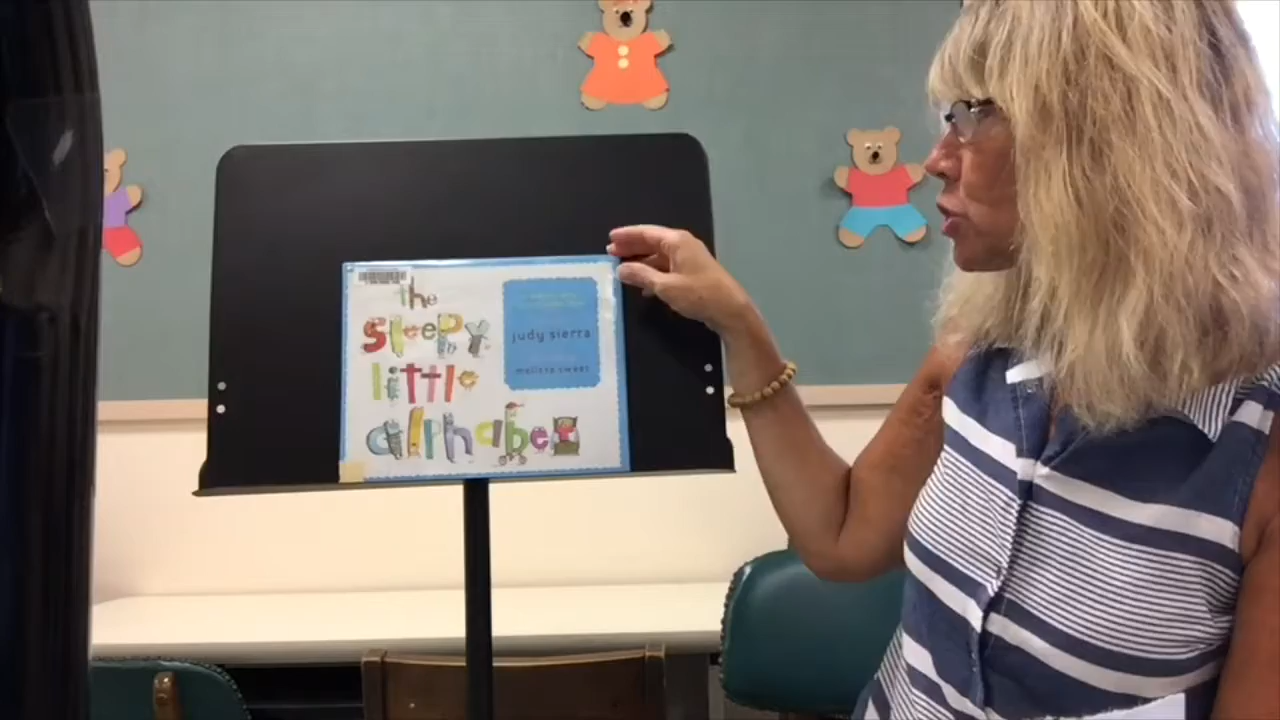 the
sleepy
little
alphabet
judy sierra
melissa sweet